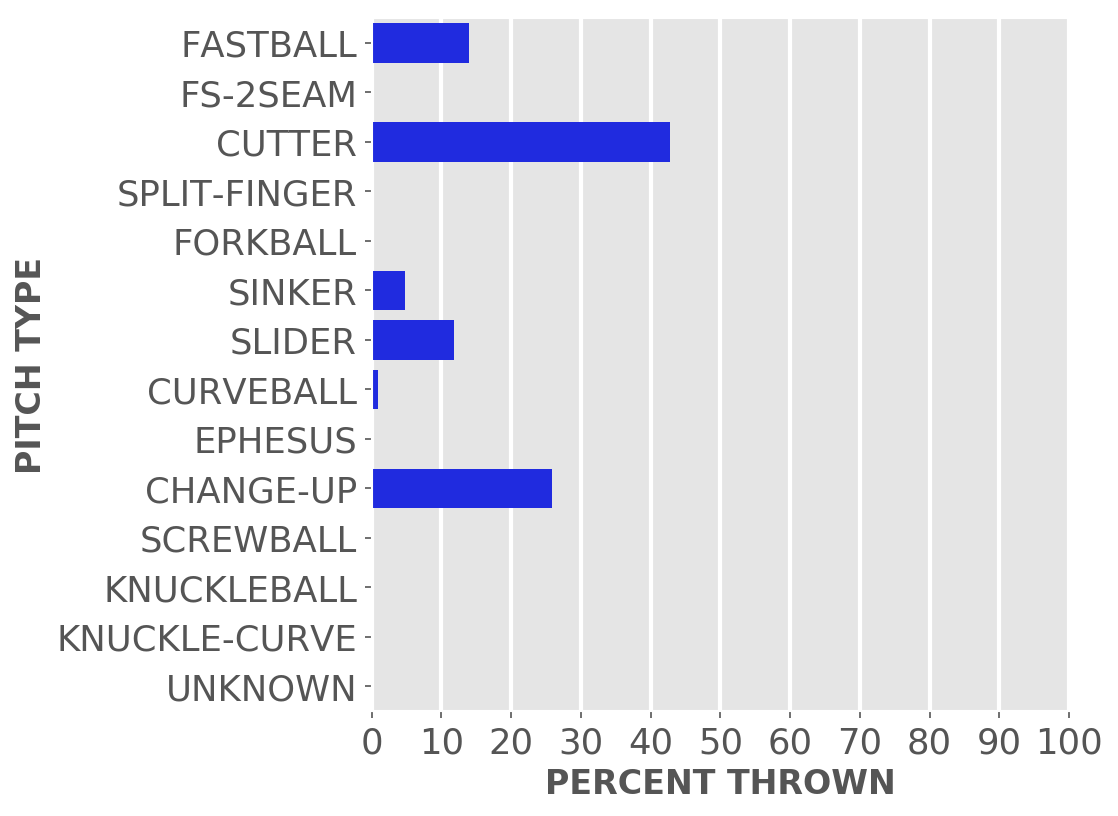 PITCH TYPE
FASTBALL
FS-2SEAM
CUTTER
SPLIT-FINGER
FORKBALL
SINKER
SLIDER
CURVEBALL
EPHESUS
CHANGE-UP
SCREWBALL
KNUCKLEBALL
KNUCKLE-CURVE
UNKNOWN
0 10 20 30 40 50 60 70 80 90 100
PERCENT THROWN